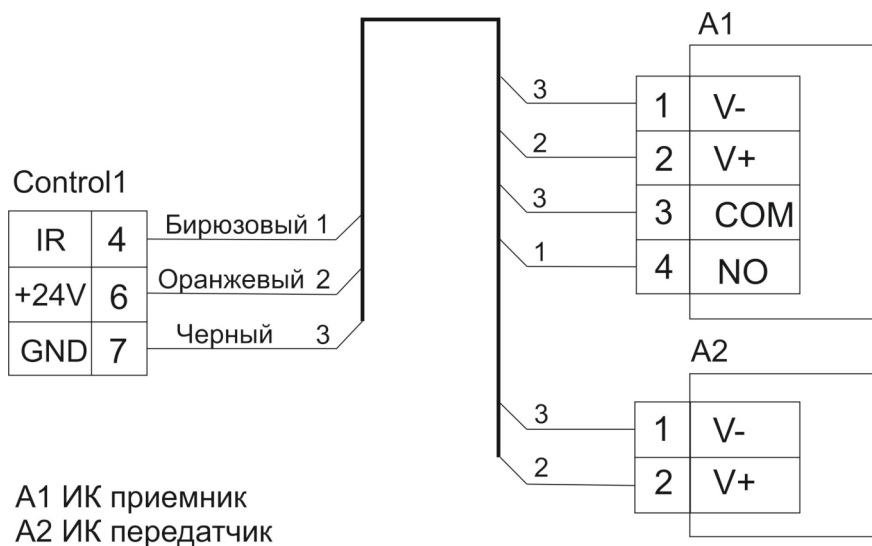 Control1
IR 4 Бирюзовый 1
+24V 6 Оранжевый 2
GND 7 Черный 3
A1
3 1 V-
2 2 V+
3 3 COM
1 4 NO
A2
3 1 V-
2 2 V+
A1 ИК приемник
A2 ИК передатчик